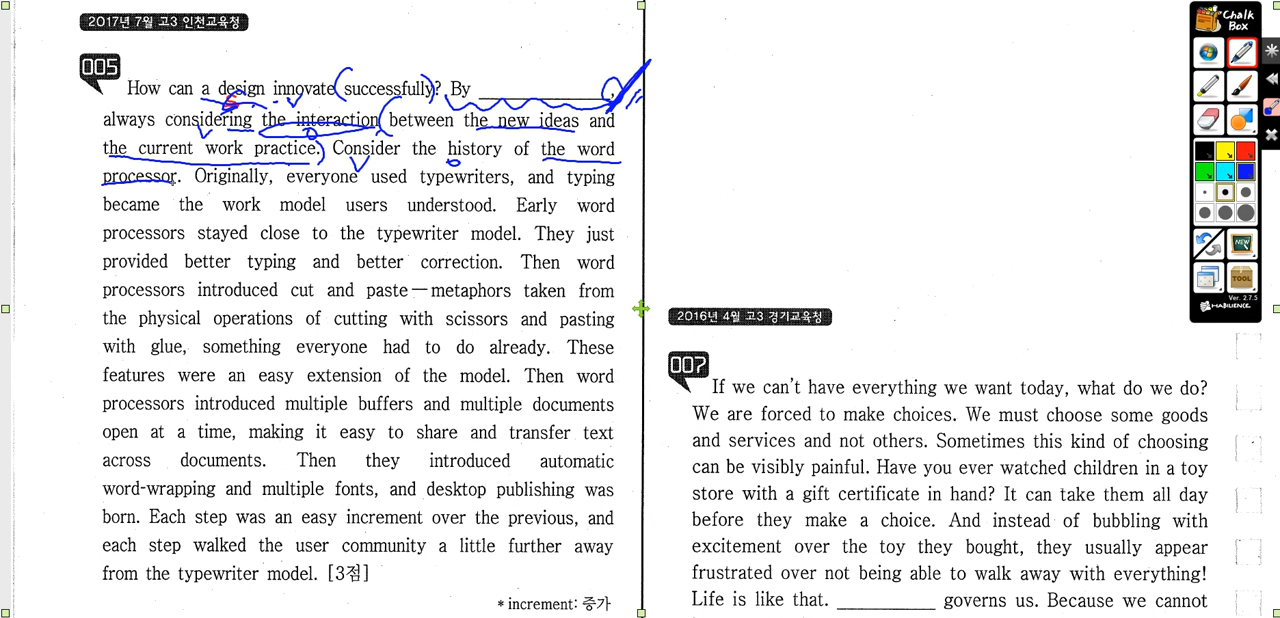 2017년 7월 고3 인천교육청
005
How can a design innovate (successfully)? By ____________,
always considering the interaction (between the new ideas and
the current work practice.) Consider the history of the word
processor. Originally, everyone used typewriters, and typing
became the work model users understood. Early word
processors stayed close to the typewriter model. They just
provided better typing and better correction. Then word
processors introduced cut and paste—metaphors taken from
the physical operations of cutting with scissors and pasting
with glue, something everyone had to do already. These
features were an easy extension of the model. Then word
processors introduced multiple buffers and multiple documents
open at a time, making it easy to share and transfer text
across documents. Then they introduced automatic
word-wrapping and multiple fonts, and desktop publishing was
born. Each step was an easy increment over the previous, and
each step walked the user community a little further away
from the typewriter model. [3점]
* increment: 증가
2016년 4월 고3 경기교육청
007
If we can't have everything we want today, what do we do?
We are forced to make choices. We must choose some goods
and services and not others. Sometimes this kind of choosing
can be visibly painful. Have you ever watched children in a toy
store with a gift certificate in hand? It can take them all day
before they make a choice. And instead of bubbling with
excitement over the toy they bought, they usually appear
frustrated over not being able to walk away with everything!
Life is like that. ____________ governs us. Because we cannot
Chalk
Box
NEW
TOOL
Ver. 2.7.5
HABILIENCE